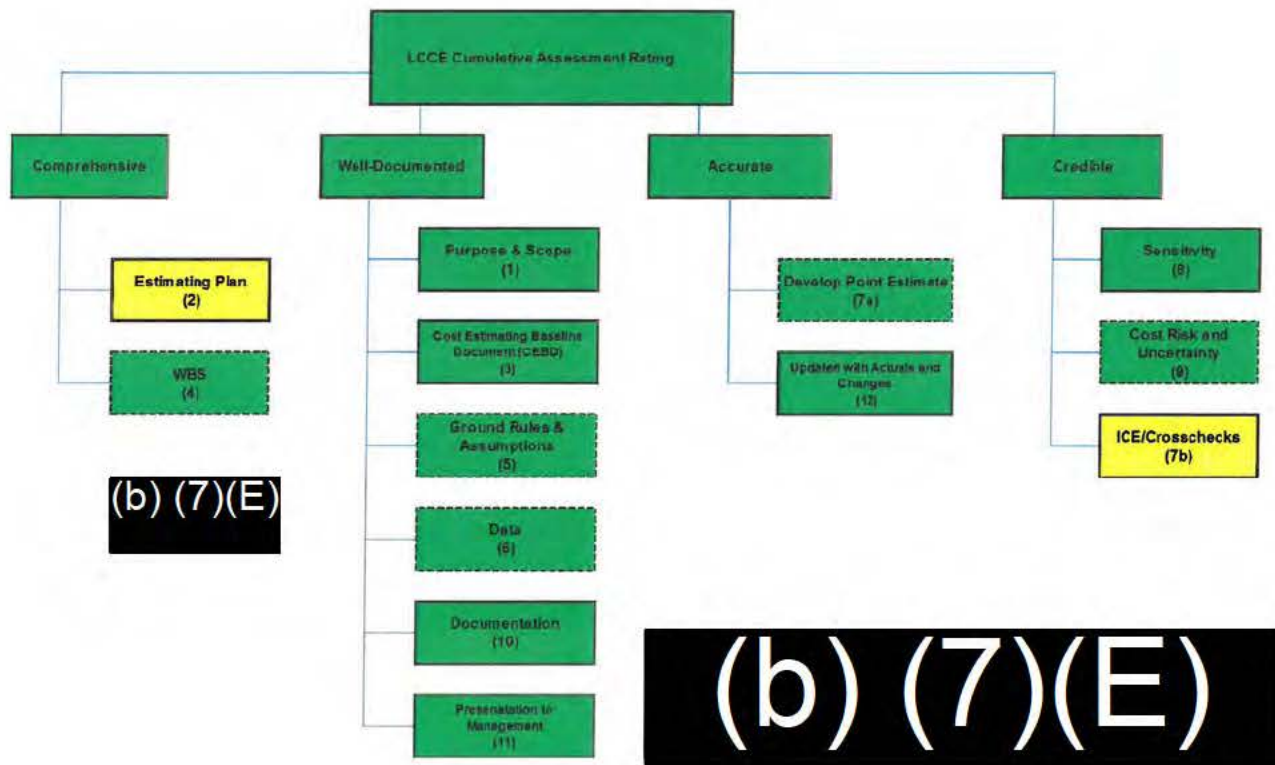 LCCE Cumulative Assessment Rating
Comprehensive
Well-Documented
Accurate
Credible
Estimating Plan
(2)
WBS
(4)
(b) (7)(E)
Purpose & Scope
(1)
Cost Estimating Baseline
Document (CEBD)
(3)
Ground Rules &
Assumptions
(5)
Data
(6)
Documentation
(10)
Presenatation to
Management
(11)
Develop Point Estimate
(7a)
Updated with Actuals and
Changes
(12)
Sensitivity
(8)
Cost Risk and
Uncertainty
(9)
ICE/Crosschecks
(7b)
(b) (7)(E)